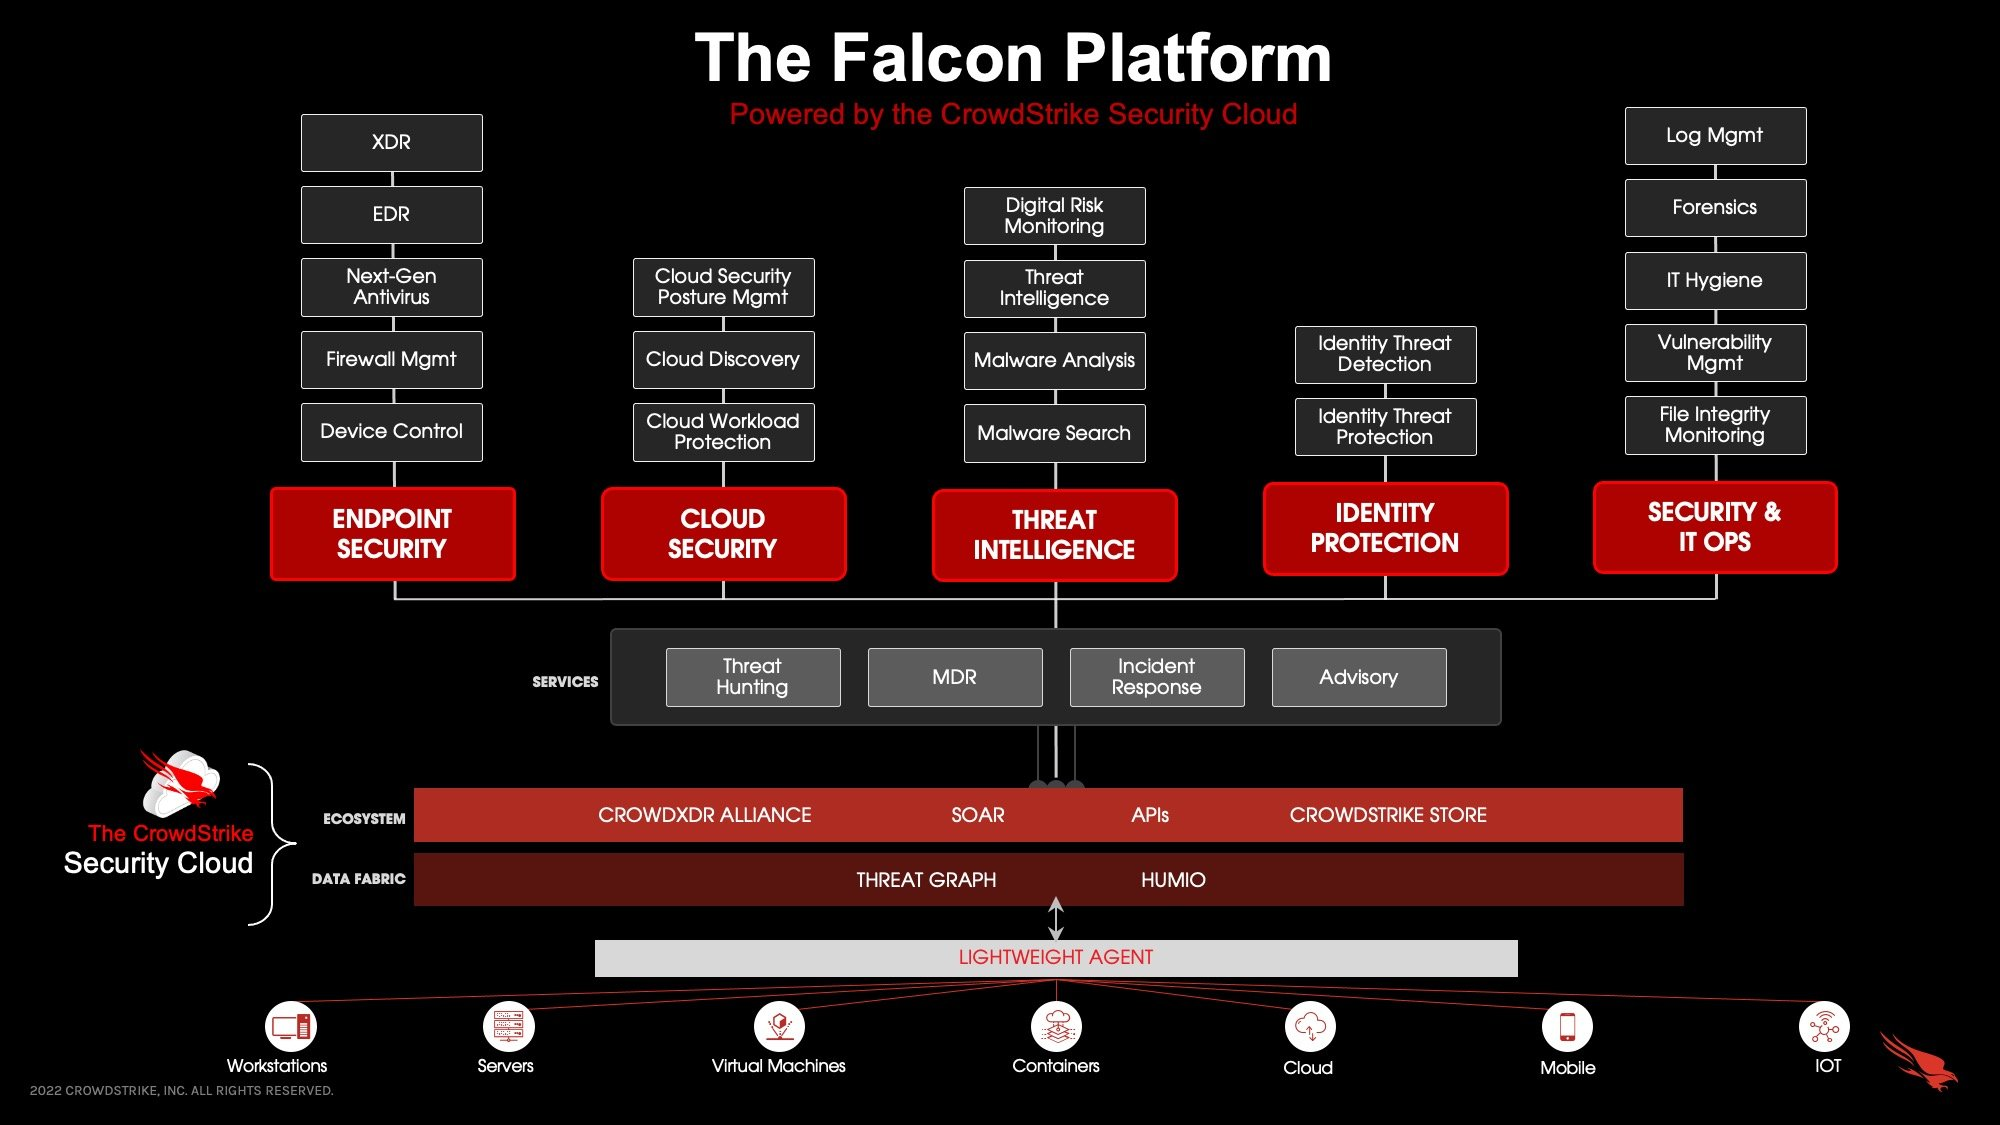 The Falcon Platform
Powered by the CrowdStrike Security Cloud
XDR
EDR
Next-Gen
Antivirus
Firewall Mgmt
Device Control
ENDPOINT
SECURITY
Cloud Security
Posture Mgmt
Cloud Discovery
Cloud Workload
Protection
CLOUD
SECURITY
Digital Risk
Monitoring
Threat
Intelligence
Malware Analysis
Malware Search
THREAT
INTELLIGENCE
Identity Threat
Detection
Identity Threat
Protection
IDENTITY
PROTECTION
Log Mgmt
Forensics
IT Hygiene
Vulnerability
Mgmt
File Integrity
Monitoring
SECURITY &
IT OPS
SERVICES
Threat
Hunting
MDR
Incident
Response
Advisory
The CrowdStrike
Security Cloud
ECOSYSTEM
CROWDXDR ALLIANCE
SOAR
APIs
CROWDSTRIKE STORE
DATA FABRIC
THREAT GRAPH
HUMIO
LIGHTWEIGHT AGENT
Workstations
Servers
Virtual Machines
Containers
Cloud
Mobile
IOT
2022 CROWDSTRIKE, INC. ALL RIGHTS RESERVED.